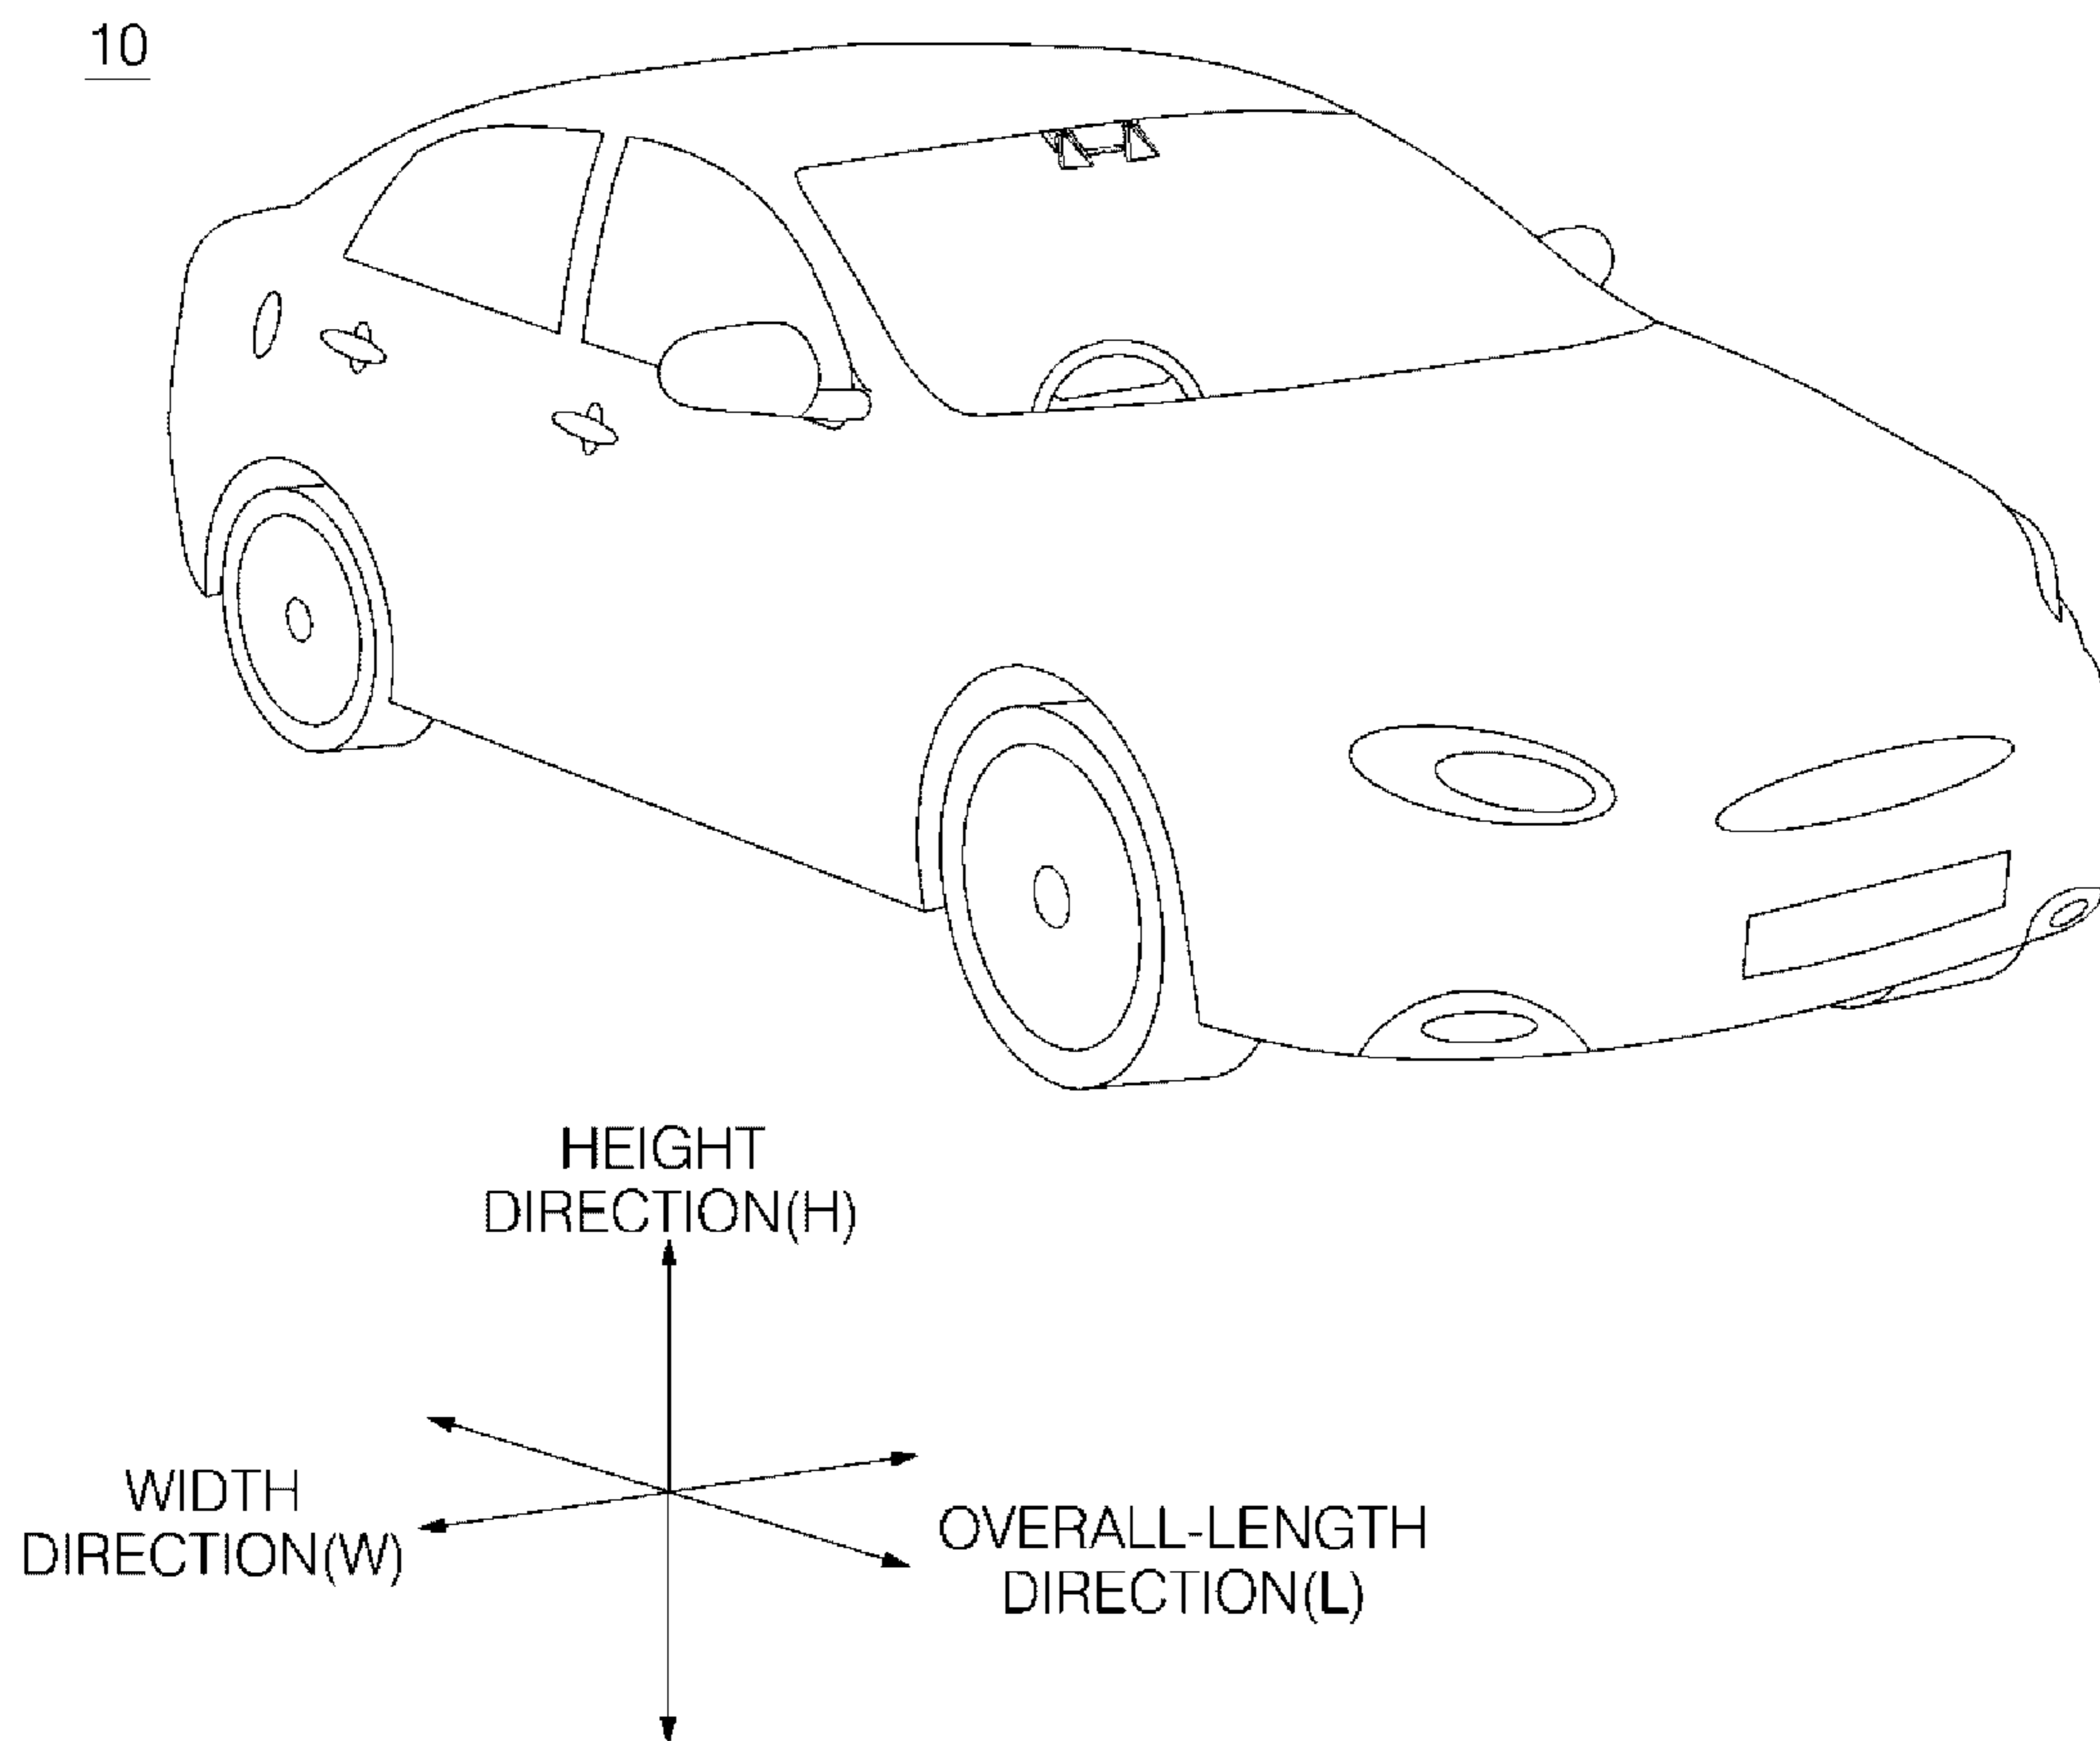 10
HEIGHT
DIRECTION(H)
WIDTH
DIRECTION(W)
OVERALL-LENGTH
DIRECTION(L)